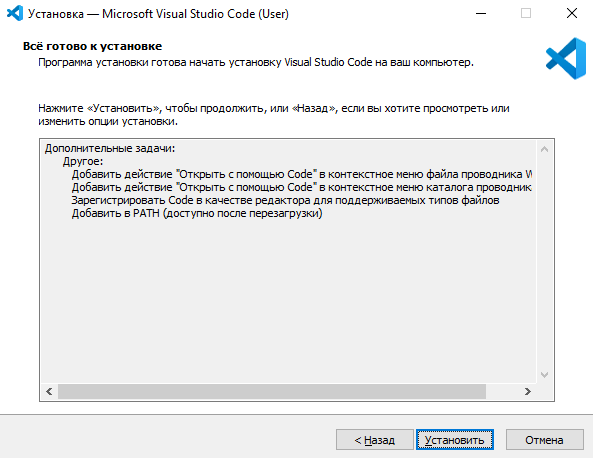 Установка — Microsoft Visual Studio Code (User)
Всё готово к установке
Программа установки готова начать установку Visual Studio Code на ваш компьютер.
Нажмите «Установить», чтобы продолжить, или «Назад», если вы хотите просмотреть или
изменить опции установки.
Дополнительные задачи:
Другое:
Добавить действие "Открыть с помощью Code" в контекстное меню файла проводника W
Добавить действие "Открыть с помощью Code" в контекстное меню каталога проводника
Зарегистрировать Code в качестве редактора для поддерживаемых типов файлов
Добавить в PATH (доступно после перезагрузки)
< Назад
Установить
Отмена